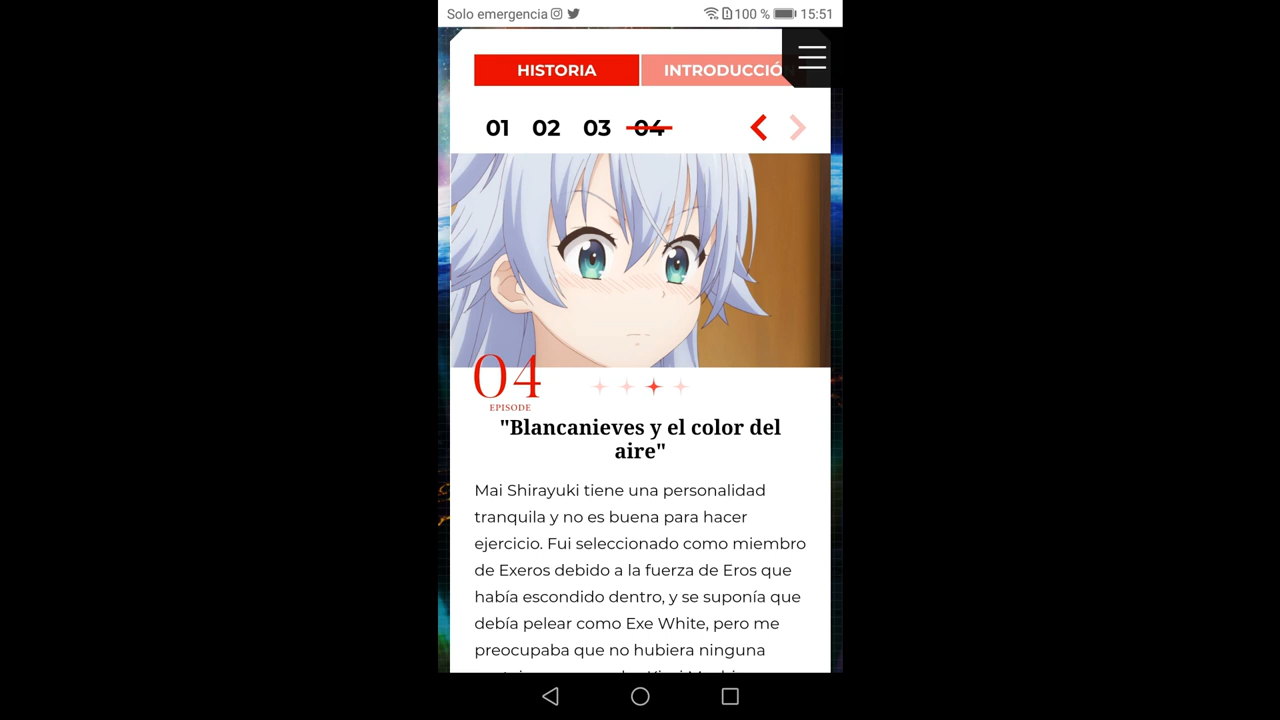 Solo emergencia
100 %
15:51
HISTORIA
INTRODUCCIÓN
01 02 03 04
04
EPISODE
"Blancanieves y el color del
aire"
Mai Shirayuki tiene una personalidad
tranquila y no es buena para hacer
ejercicio. Fui seleccionado como miembro
de Exeros debido a la fuerza de Eros que
había escondido dentro, y se suponía que
debía pelear como Exe White, pero me
preocupaba que no hubiera ninguna